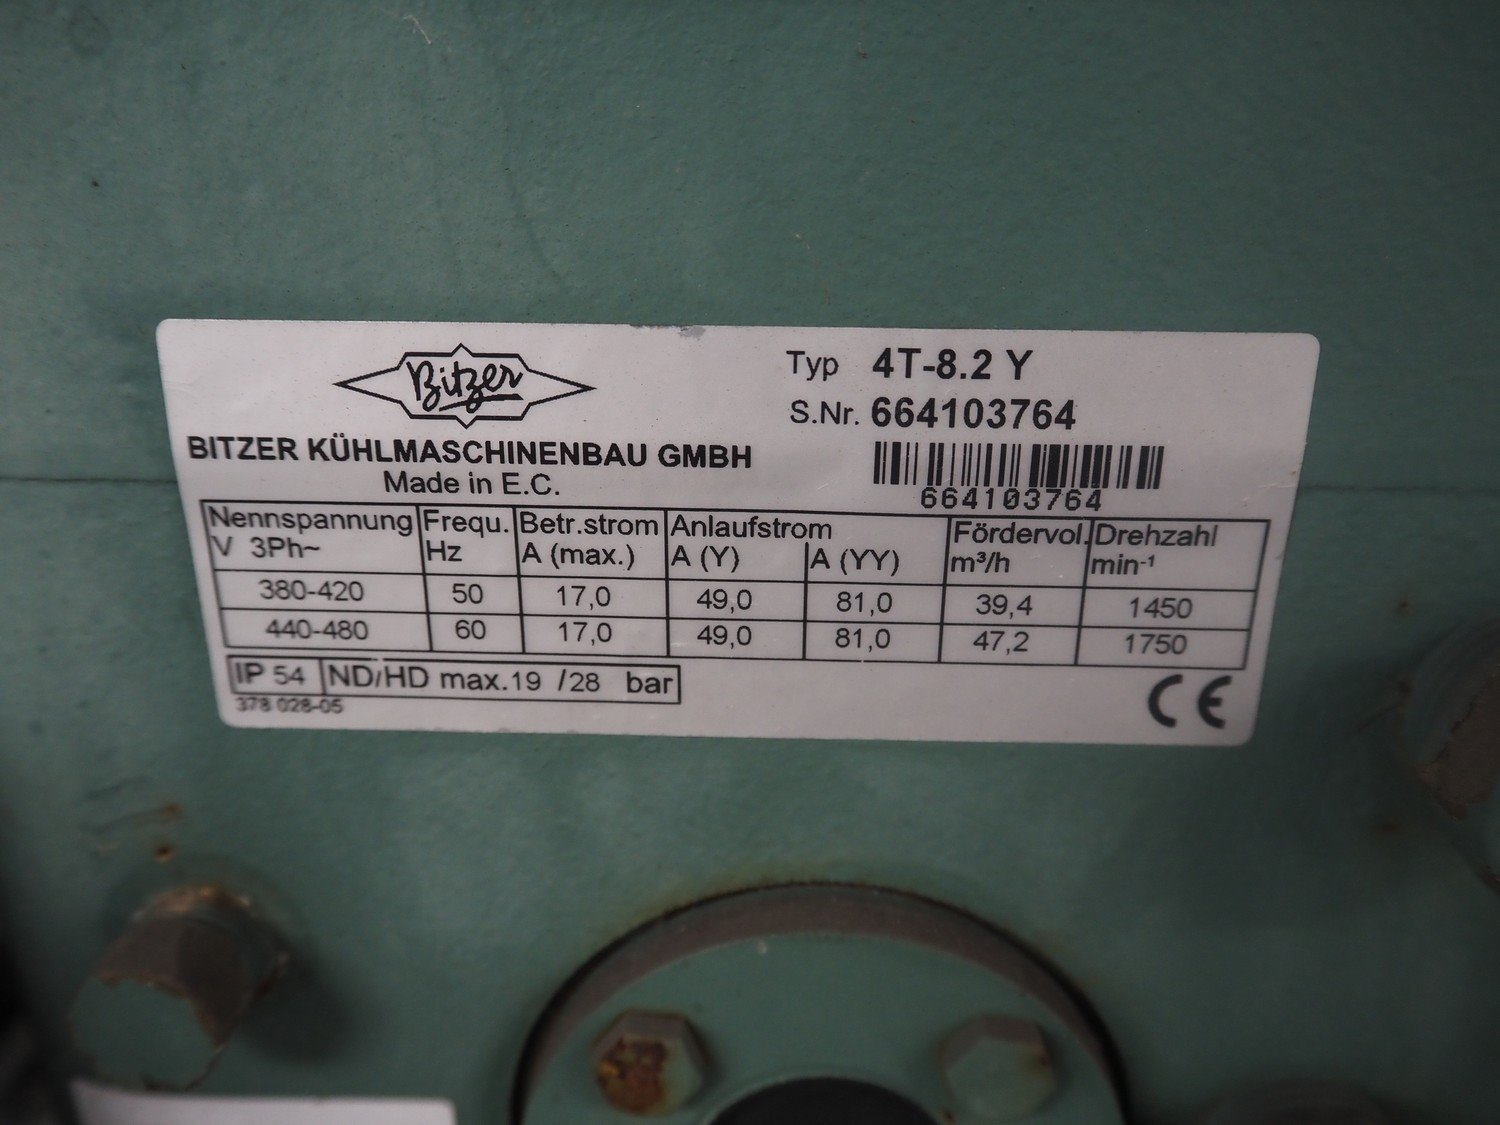 Bitzer
BITZER KÜHLMASCHINENBAU GMBH
Made in E.C.
Typ 4T-8.2 Y
S.Nr. 664103764
664103764
Nennspannung Frequ. Betr.strom Anlaufstrom Fördervol. Drehzahl
V 3Ph~ Hz A (max.) A (Y) A (YY) m³/h min-¹
380-420 50 17,0 49,0 81,0 39,4 1450
440-480 60 17,0 49,0 81,0 47,2 1750
IP 54 ND/HD max.19 /28 bar
378 028-05
CE